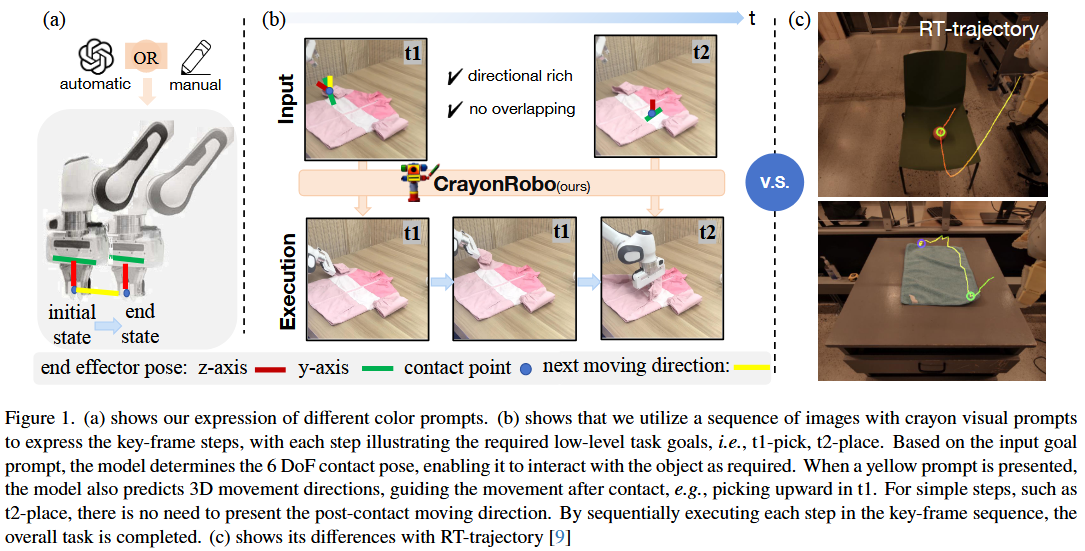 (a)
OR
automatic
manual
initial
state
end
state
(b)
t
Input
t1
✓ directional rich
✓ no overlapping
t2
CrayonRobo(ours)
Execution
t1
t1
t2
v.s.
(c)
RT-trajectory
end effector pose: z-axis y-axis contact point next moving direction:
Figure 1. (a) shows our expression of different color prompts. (b) shows that we utilize a sequence of images with crayon visual prompts
to express the key-frame steps, with each step illustrating the required low-level task goals, i.e., t1-pick, t2-place. Based on the input goal
prompt, the model determines the 6 DoF contact pose, enabling it to interact with the object as required. When a yellow prompt is presented,
the model also predicts 3D movement directions, guiding the movement after contact, e.g., picking upward in t1. For simple steps, such as
t2-place, there is no need to present the post-contact moving direction. By sequentially executing each step in the key-frame sequence, the
overall task is completed. (c) shows its differences with RT-trajectory [9]